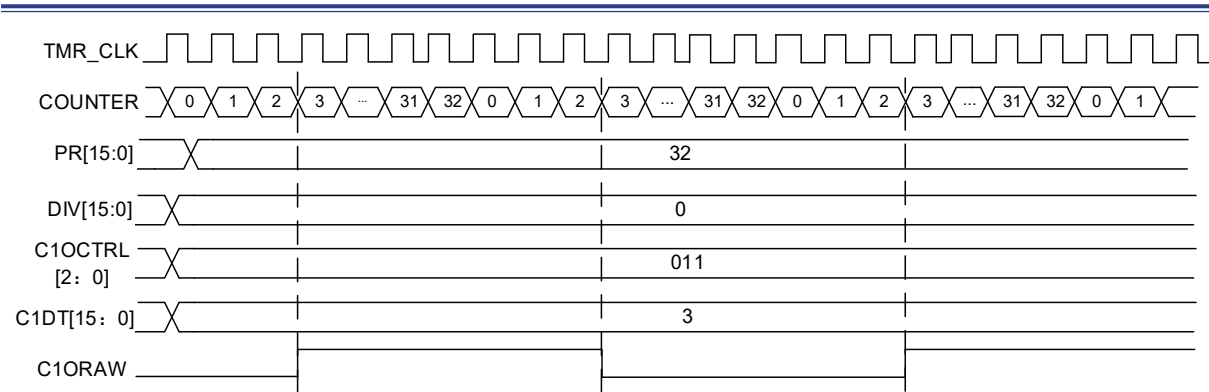 TMR_CLK
COUNTER 0 1 2 3 ... 31 32 0 1 2 3 ... 31 32 0 1 2 3 ... 31 32 0 1
PR[15:0] 32
DIV[15:0] 0
C1OCTRL
[2：0] 011
C1DT[15：0] 3
C1ORAW